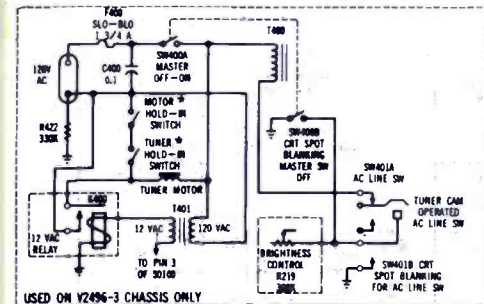 F400
SLO-BLO
1 3/4 A
T400
SW400A
MASTER
OFF-ON
120V
AC
C400
0.1
MOTOR ★
HOLD-IN
SWITCH
R422
330K
TUNER ★
HOLD-IN
SWITCH
TUNER MOTOR
SW400B
CRT SPOT
BLANKING
MASTER SW
OFF
SW401A
AC LINE SW
K400
T401
12 VAC
120 VAC
TUNER CAM
OPERATED
AC LINE SW
12 VAC
RELAY
TO PIN 3
OF
BRIGHTNESS
CONTROL
R219
300K
SW401B CRT
SPOT BLANKING
FOR AC LINE SW
USED ON V2496-3 CHASSIS ONLY